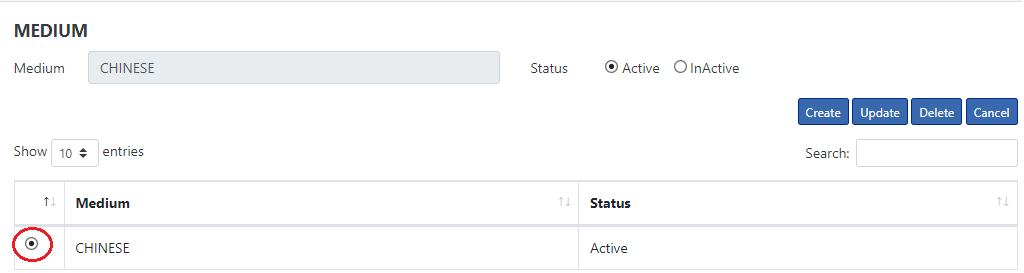 MEDIUM
Medium CHINESE Status Active InActive
Create Update Delete Cancel
Show 10 entries Search:
Medium Status
CHINESE Active